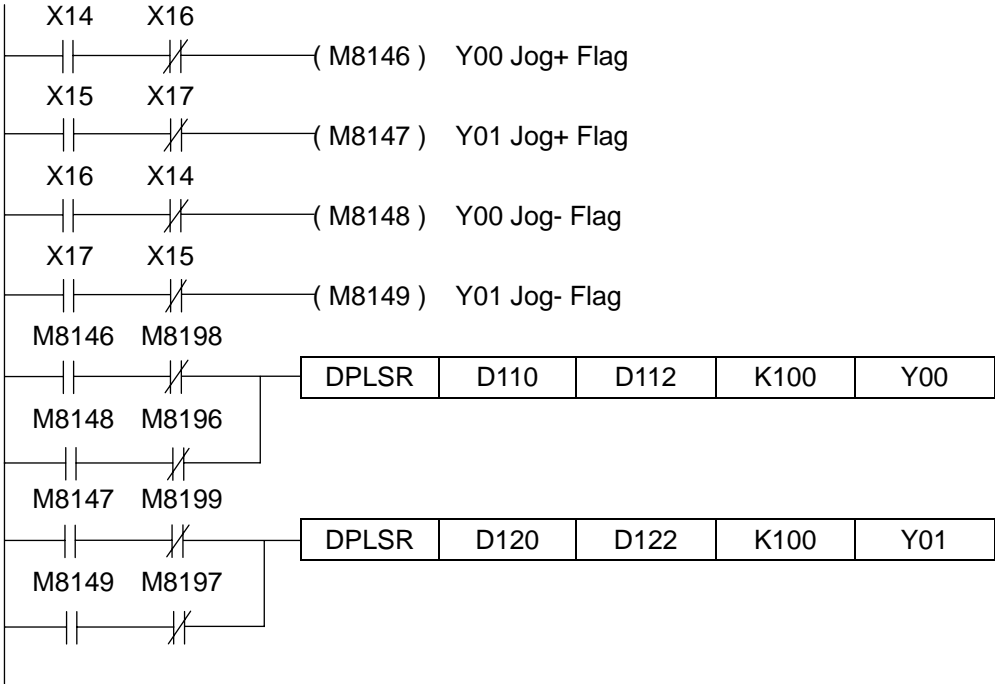 X14 X16
( M8146 ) Y00 Jog+ Flag
X15 X17
( M8147 ) Y01 Jog+ Flag
X16 X14
( M8148 ) Y00 Jog- Flag
X17 X15
( M8149 ) Y01 Jog- Flag
M8146 M8198
DPLSR D110 D112 K100 Y00
M8148 M8196
M8147 M8199
DPLSR D120 D122 K100 Y01
M8149 M8197